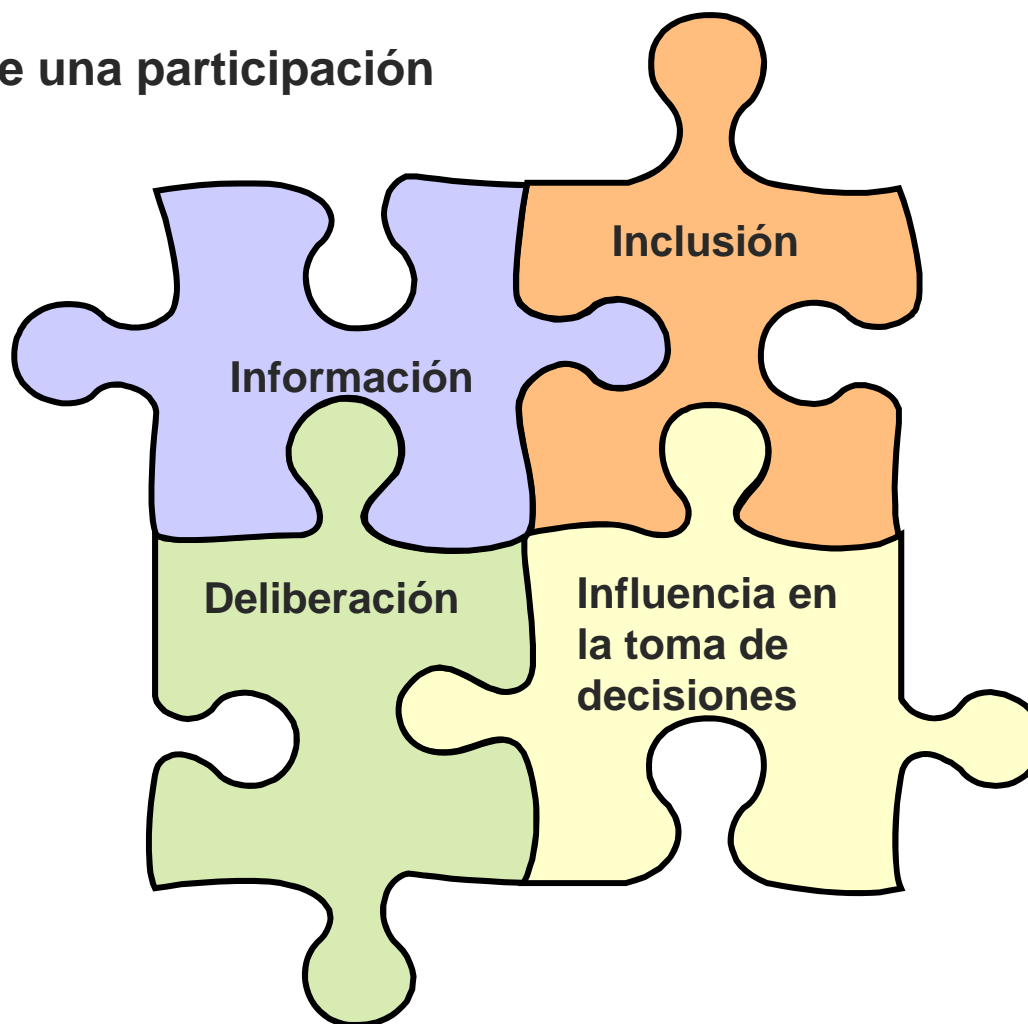 e una participación
Inclusión
Información
Deliberación
Influencia en
la toma de
decisiones